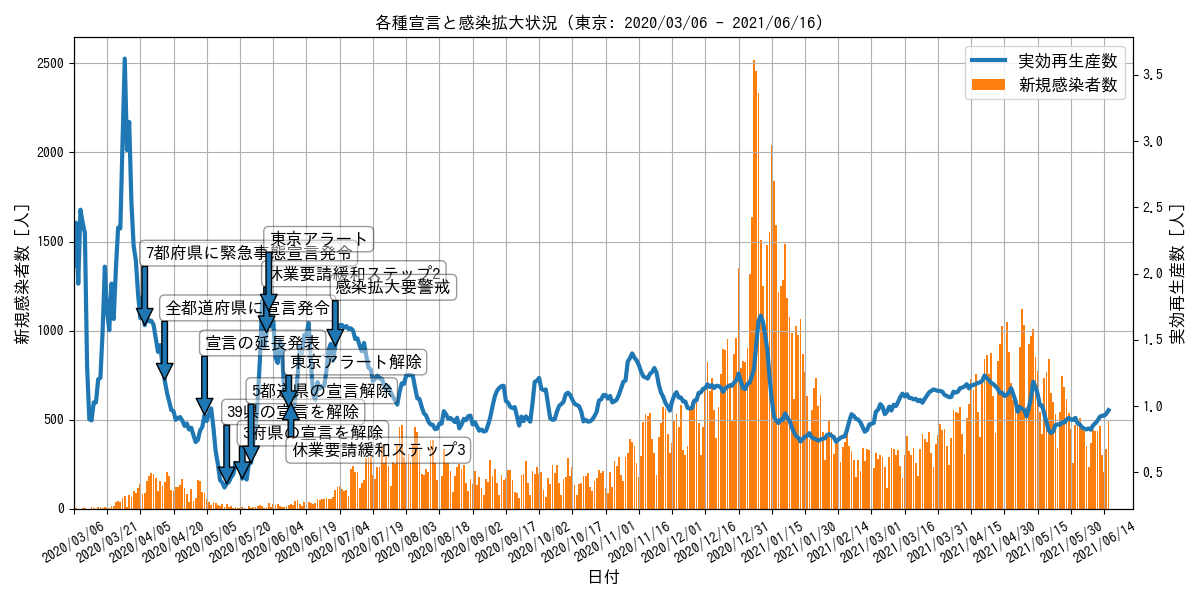 各種宣言と感染拡大状況 (東京: 2020/03/06 - 2021/06/16)
実効再生産数
新規感染者数
新規感染者数 [人]
2500
2000
1500
1000
500
0
3.5
3.0
2.5
2.0
1.5
1.0
0.5
実効再生産数 [人]
東京アラート
7都府県に緊急事態宣言発令
休業要請緩和ステップ2
感染拡大要警戒
全都道府県に宣言発令
宣言の延長発表
東京アラート解除
5都道県の宣言解除
39県の宣言を解除
3府県の宣言を解除
休業要請緩和ステップ3
2020/03/06
2020/03/21
2020/04/05
2020/04/20
2020/05/05
2020/05/20
2020/06/04
2020/06/19
2020/07/04
2020/07/19
2020/08/03
2020/08/18
2020/09/02
2020/09/17
2020/10/02
2020/10/17
2020/11/01
2020/11/16
2020/12/01
2020/12/16
2020/12/31
2021/01/15
2021/01/30
2021/02/14
2021/03/01
2021/03/16
2021/03/31
2021/04/15
2021/04/30
2021/05/15
2021/05/30
2021/06/14
日付